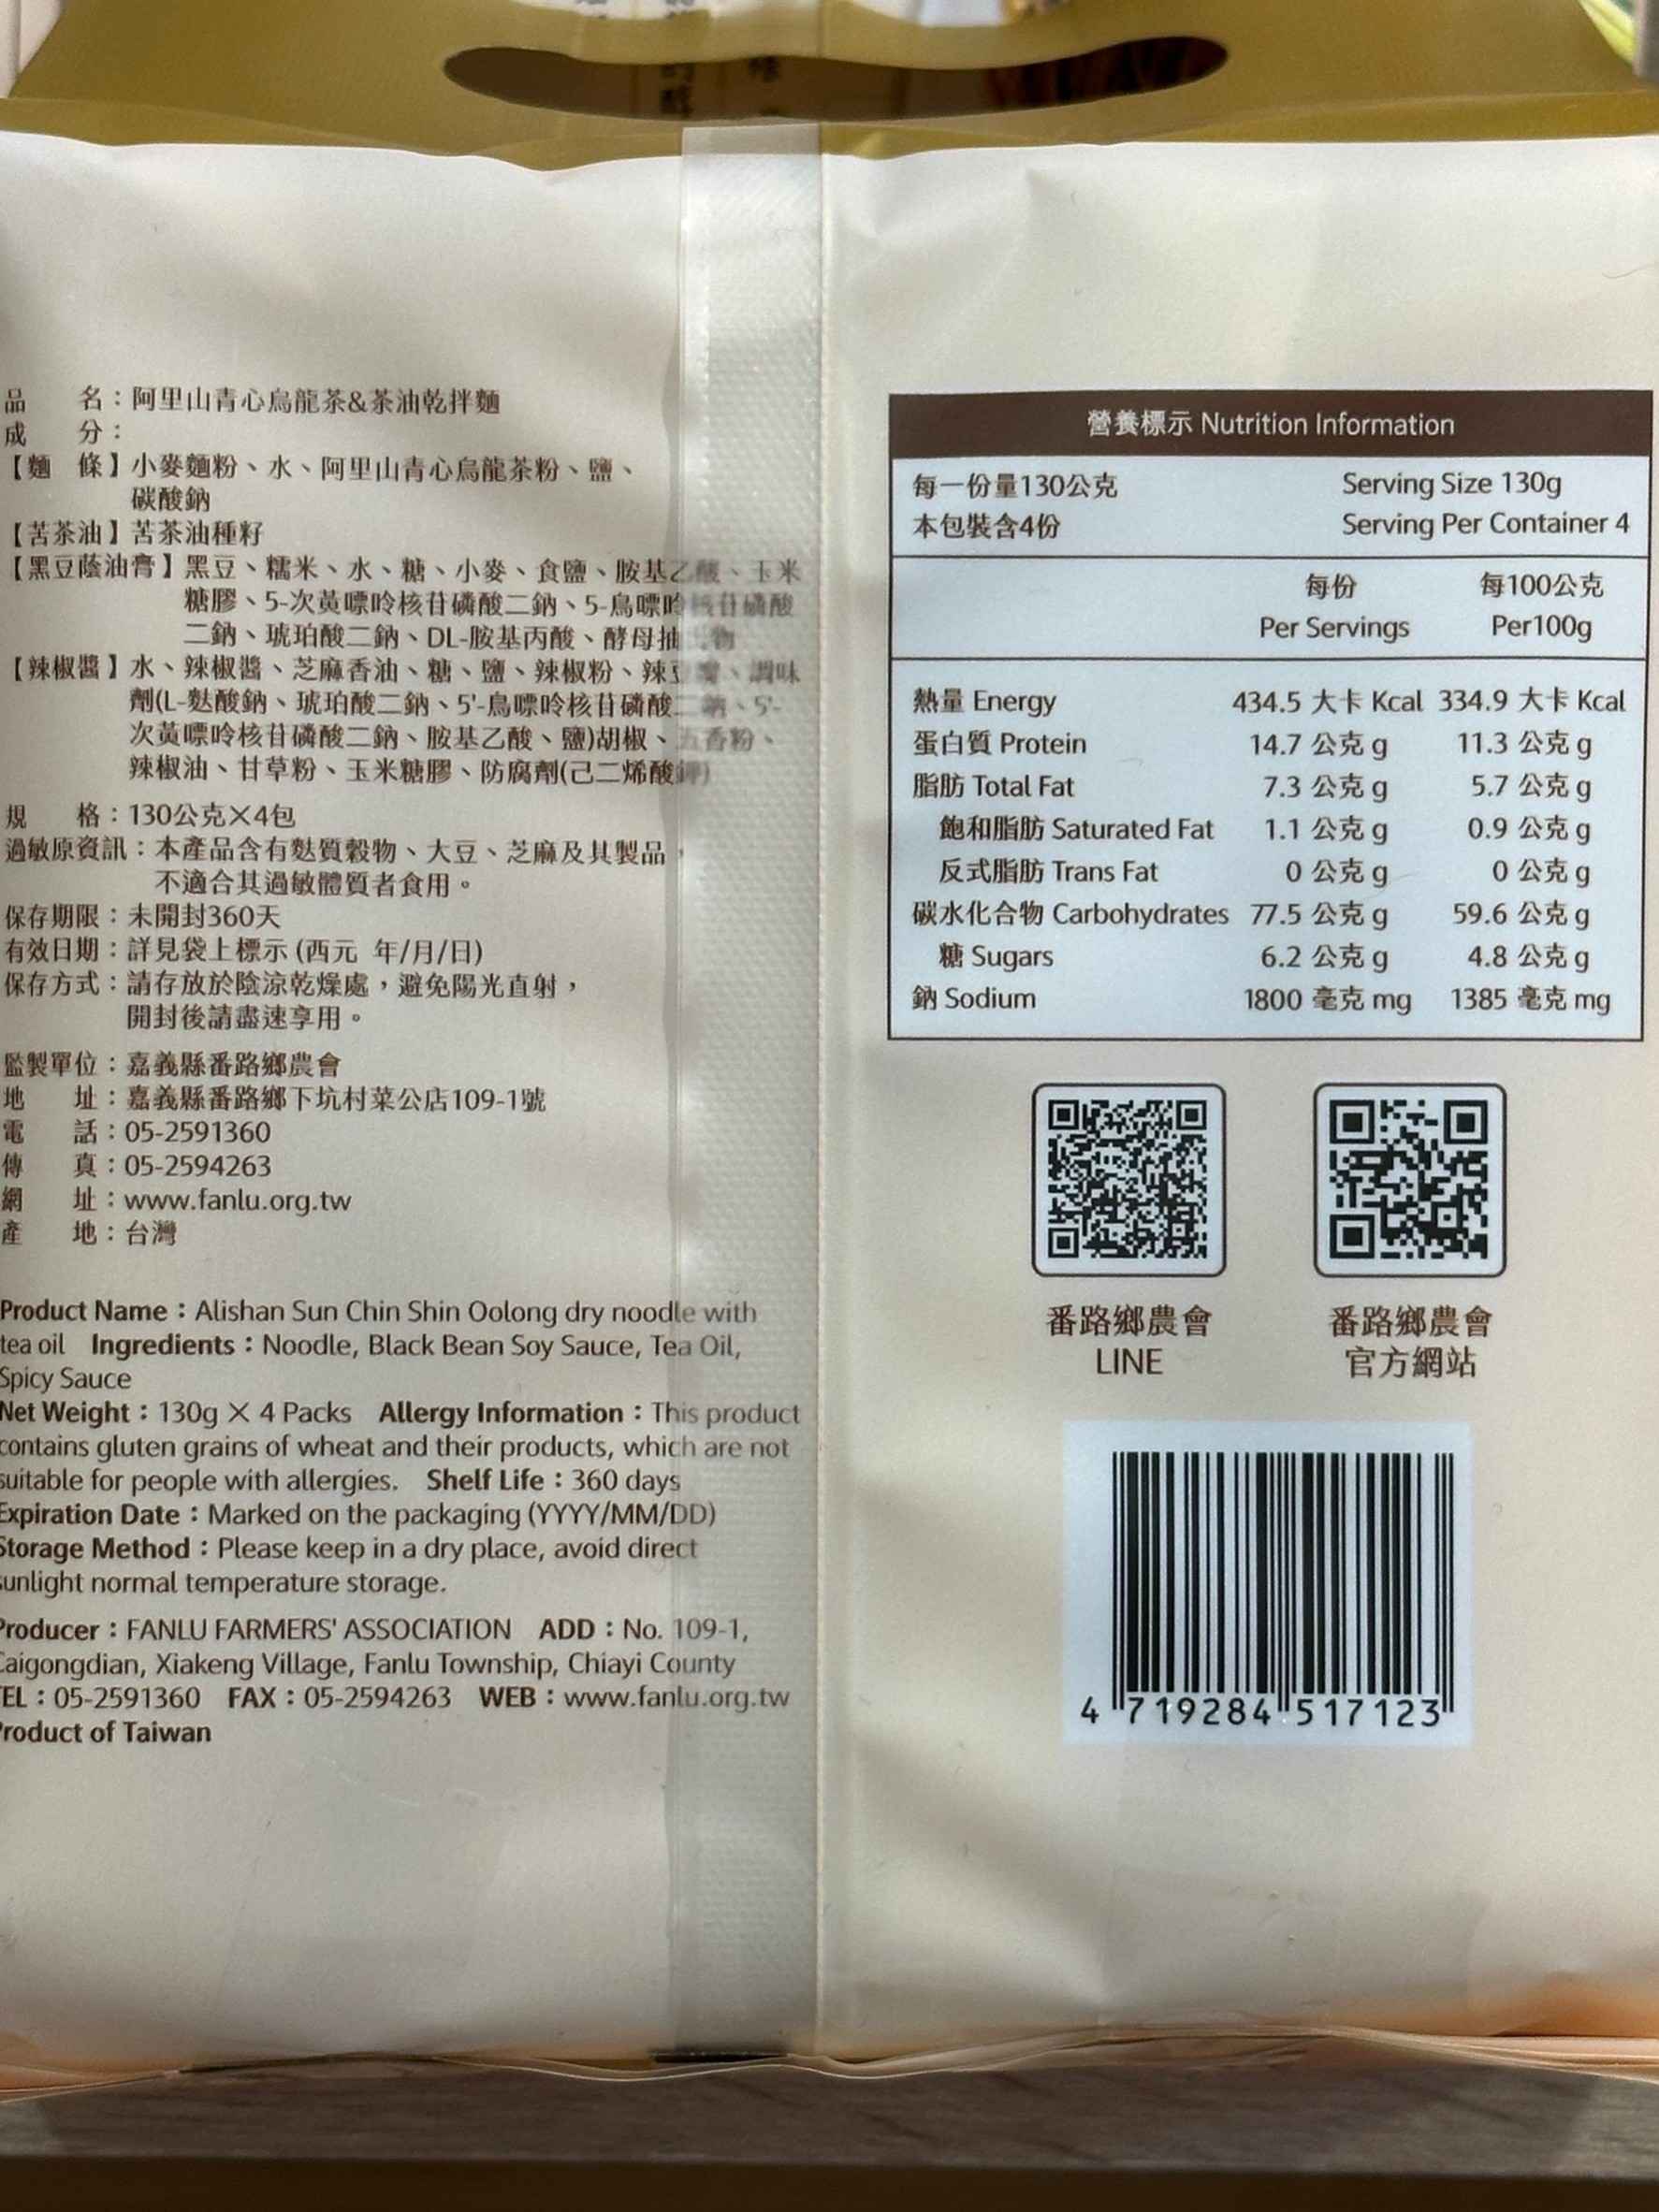 品　名：阿里山青心烏龍茶&茶油乾拌麵
成　分：
【麵　條】小麥麵粉、水、阿里山青心烏龍茶粉、鹽、
碳酸鈉
【苦茶油】苦茶油種籽
【黑豆蔭油膏】黑豆、糯米、水、糖、小麥、食鹽、胺基乙酸、玉米
糖膠、5-次黃嘌呤核苷磷酸二鈉、5-鳥嘌呤核苷磷酸
二鈉、琥珀酸二鈉、DL-胺基丙酸、酵母抽
【辣椒醬】水、辣椒醬、芝麻香油、糖、鹽、辣椒粉、辣豆瓣、調味
劑(L-麩酸鈉、琥珀酸二鈉、5'-鳥嘌呤核苷磷酸二鈉、5'-
次黃嘌呤核苷磷酸二鈉、胺基乙酸、鹽)胡椒、五香粉、
辣椒油、甘草粉、玉米糖膠、防腐劑(己二烯酸鉀)
規　格：130公克×4包
過敏原資訊：本產品含有麩質穀物、大豆、芝麻及其製品，
不適合其過敏體質者食用。
保存期限：未開封360天
有效日期：詳見袋上標示 (西元 年/月/日)
保存方式：請存放於陰涼乾燥處，避免陽光直射，
開封後請盡速享用。
監製單位：嘉義縣番路鄉農會
地　址：嘉義縣番路鄉下坑村菜公店109-1號
電　話：05-2591360
傳　真：05-2594263
網　址：www.fanlu.org.tw
產　地：台灣
Product Name：Alishan Sun Chin Shin Oolong dry noodle with
tea oil Ingredients：Noodle, Black Bean Soy Sauce, Tea Oil,
Spicy Sauce
Net Weight：130g × 4 Packs Allergy Information：This product
contains gluten grains of wheat and their products, which are not
suitable for people with allergies. Shelf Life：360 days
Expiration Date：Marked on the packaging (YYYY/MM/DD)
Storage Method：Please keep in a dry place, avoid direct
sunlight normal temperature storage.
Producer：FANLU FARMERS' ASSOCIATION ADD：No. 109-1,
Caigongdian, Xiakeng Village, Fanlu Township, Chiayi County
TEL：05-2591360 FAX：05-2594263 WEB：www.fanlu.org.tw
Product of Taiwan
營養標示 Nutrition Information
每一份量130公克 Serving Size 130g
本包裝含4份 Serving Per Container 4
每份 每100公克
Per Servings Per100g
熱量 Energy 434.5 大卡 Kcal 334.9 大卡 Kcal
蛋白質 Protein 14.7 公克 g 11.3 公克 g
脂肪 Total Fat 7.3 公克 g 5.7 公克 g
飽和脂肪 Saturated Fat 1.1 公克 g 0.9 公克 g
反式脂肪 Trans Fat 0 公克 g 0 公克 g
碳水化合物 Carbohydrates 77.5 公克 g 59.6 公克 g
糖 Sugars 6.2 公克 g 4.8 公克 g
鈉 Sodium 1800 毫克 mg 1385 毫克 mg
番路鄉農會 番路鄉農會
LINE 官方網站
4 719284 517123